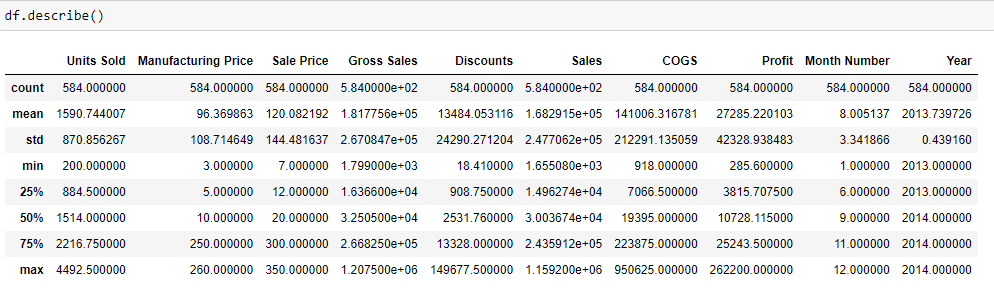 df.describe()
Units Sold Manufacturing Price Sale Price Gross Sales Discounts Sales COGS Profit Month Number Year
count 584.000000 584.000000 584.000000 5.840000e+02 584.000000 5.840000e+02 584.000000 584.000000 584.000000 584.000000
mean 1590.744007 96.369863 120.082192 1.817756e+05 13484.053116 1.682915e+05 141006.316781 27285.220103 8.005137 2013.739726
std 870.856267 108.714649 144.481637 2.670847e+05 24290.271204 2.477062e+05 212291.135059 42328.938483 3.341866 0.439160
min 200.000000 3.000000 7.000000 1.799000e+03 18.410000 1.655080e+03 918.000000 285.600000 1.000000 2013.000000
25% 884.500000 5.000000 12.000000 1.636600e+04 908.750000 1.496274e+04 7066.500000 3815.707500 6.000000 2013.000000
50% 1514.000000 10.000000 20.000000 3.250500e+04 2531.760000 3.003674e+04 19395.000000 10728.115000 9.000000 2014.000000
75% 2216.750000 250.000000 300.000000 2.668250e+05 13328.000000 2.435912e+05 223875.000000 25243.500000 11.000000 2014.000000
max 4492.500000 260.000000 350.000000 1.207500e+06 149677.500000 1.159200e+06 950625.000000 262200.000000 12.000000 2014.000000